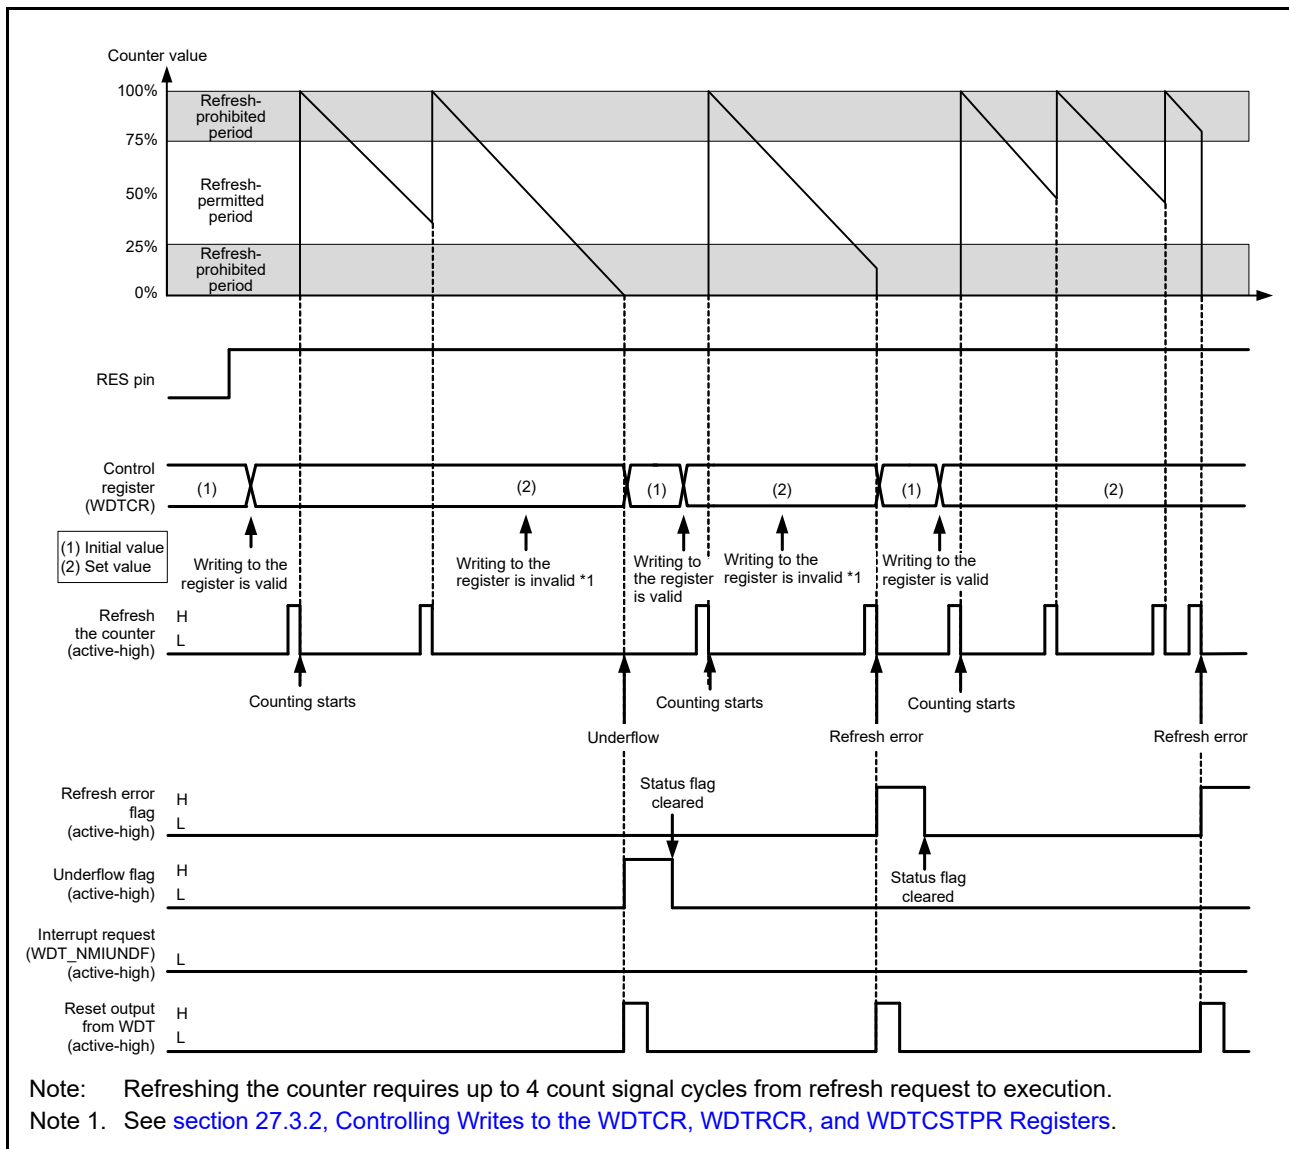 Counter value
100%
Refresh-
prohibited
period
75%
50%
Refresh-
permitted
period
25%
Refresh-
prohibited
period
0%
RES pin
Control
register
(WDTCR)
(1)
(2)
(1)
(2)
(1)
(2)
(1) Initial value
(2) Set value
Writing to the
register is valid
Writing to the
register is invalid *1
Writing to
the register
is valid
Writing to the
register is invalid *1
Writing to the
register is valid
Refresh
the counter
(active-high)
H
L
Counting starts
Counting starts
Counting starts
Underflow
Refresh error
Refresh error
Refresh error
flag
(active-high)
H
L
Status flag
cleared
Status flag
cleared
Underflow flag
(active-high)
H
L
Interrupt request
(WDT_NMIUNDF)
(active-high)
L
Reset output
from WDT
(active-high)
H
L
Note: Refreshing the counter requires up to 4 count signal cycles from refresh request to execution.
Note 1. See section 27.3.2, Controlling Writes to the WDTCR, WDTRCR, and WDTCSTPR Registers.